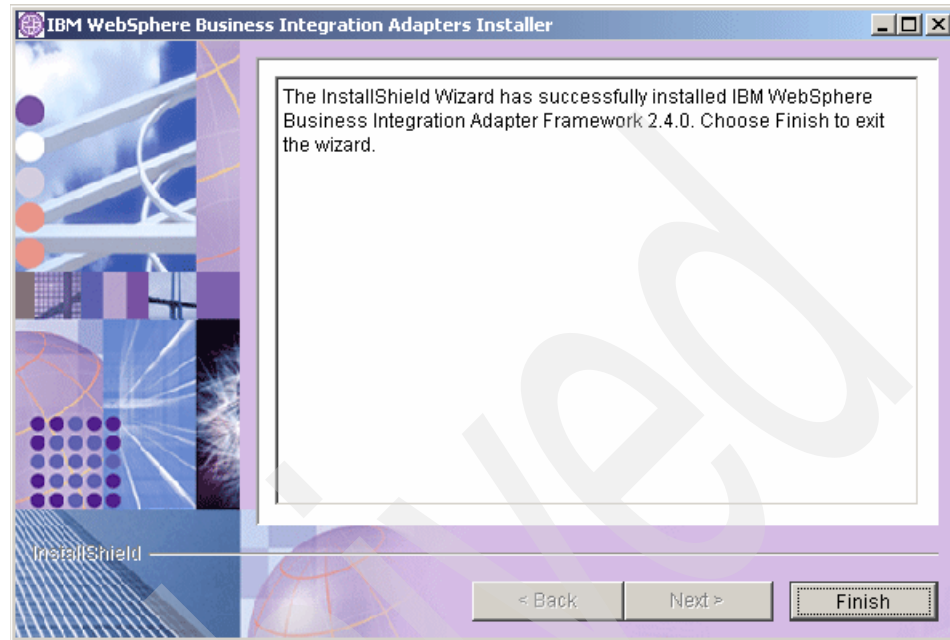 IBM WebSphere Business Integration Adapters Installer
The InstallShield Wizard has successfully installed IBM WebSphere
Business Integration Adapter Framework 2.4.0. Choose Finish to exit
the wizard.
InstallShield
< Back
Next >
Finish